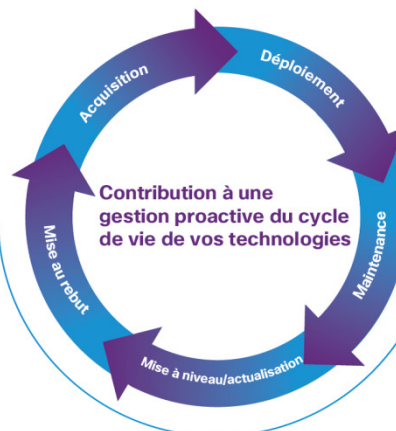 Acquisition
Déploiement
Contribution à une
gestion proactive du cycle
de vie de vos technologies
Maintenance
Mise au rebut
Mise à niveau/actualisation